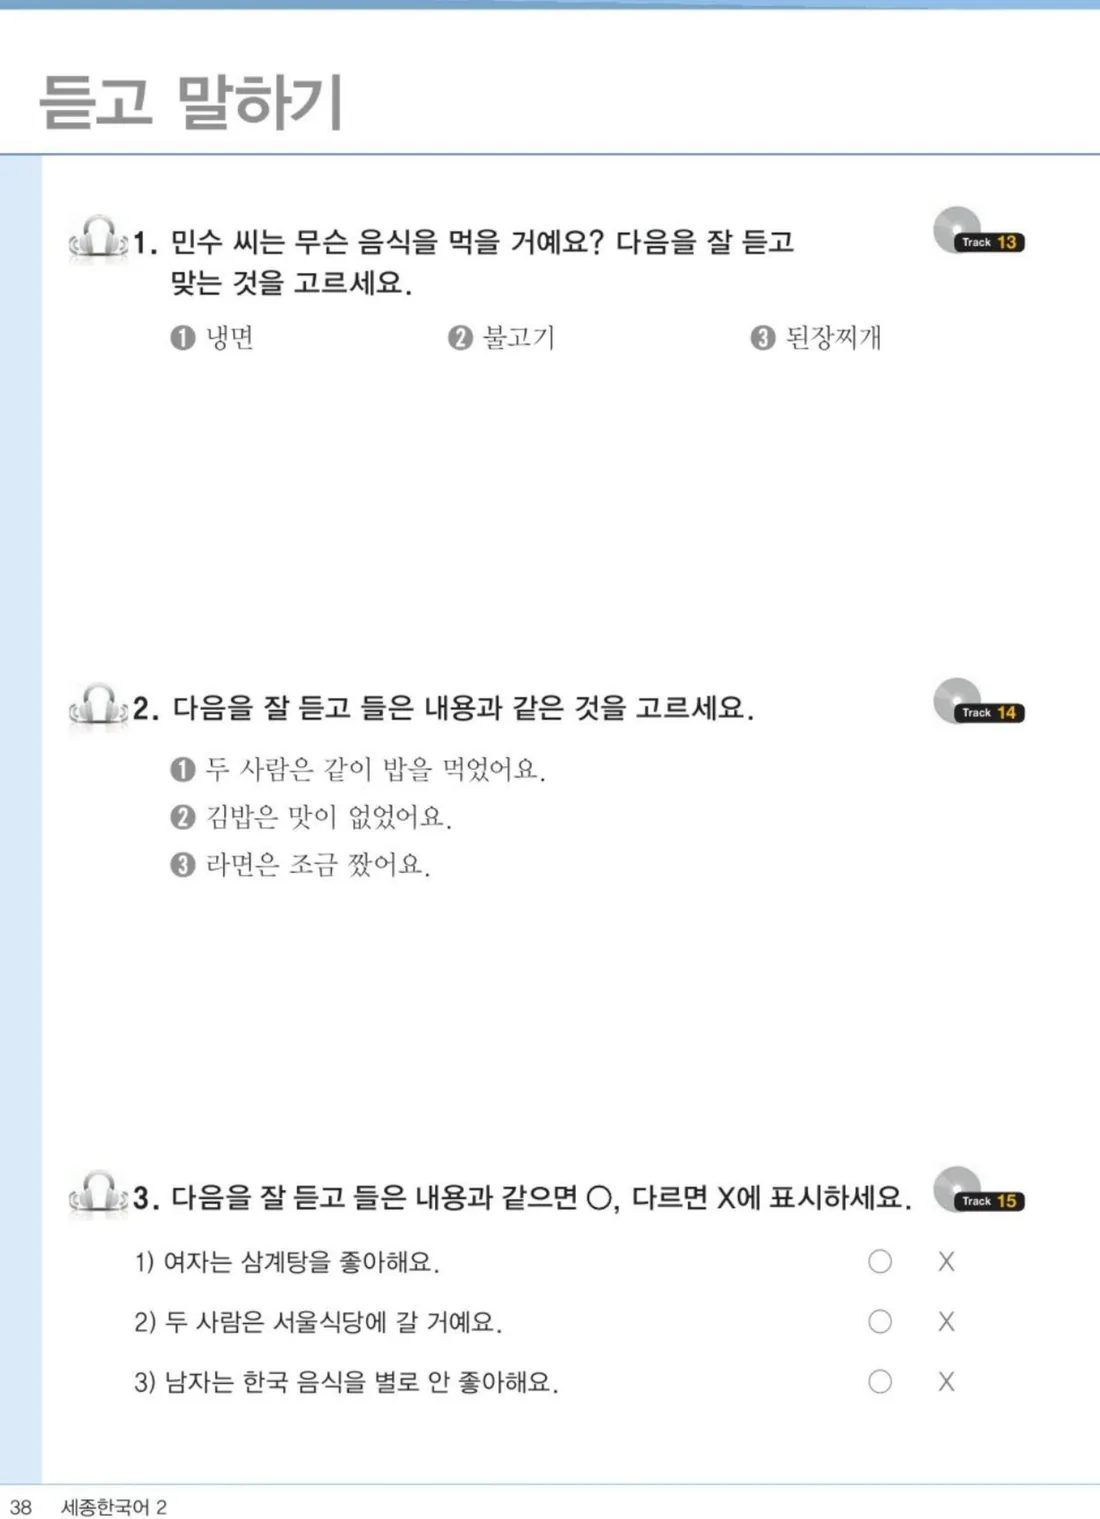 듣고 말하기
1. 민수 씨는 무슨 음식을 먹을 거예요? 다음을 잘 듣고
맞는 것을 고르세요.
Track 13
❶ 냉면 ❷ 불고기 ❸ 된장찌개
2. 다음을 잘 듣고 들은 내용과 같은 것을 고르세요.
Track 14
❶ 두 사람은 같이 밥을 먹었어요.
❷ 김밥은 맛이 없었어요.
❸ 라면은 조금 짰어요.
3. 다음을 잘 듣고 들은 내용과 같으면 ○, 다르면 X에 표시하세요.
Track 15
1) 여자는 삼계탕을 좋아해요. ○ X
2) 두 사람은 서울식당에 갈 거예요. ○ X
3) 남자는 한국 음식을 별로 안 좋아해요. ○ X
38 세종한국어 2